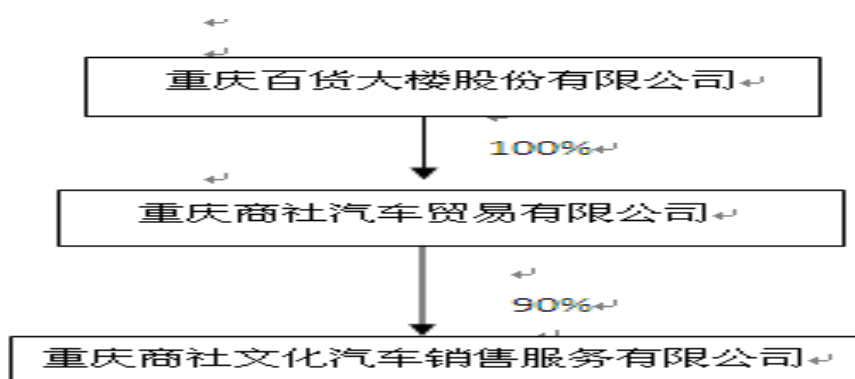 重庆百货大楼股份有限公司
100%
重庆商社汽车贸易有限公司
90%
重庆商社文化汽车销售服务有限公司